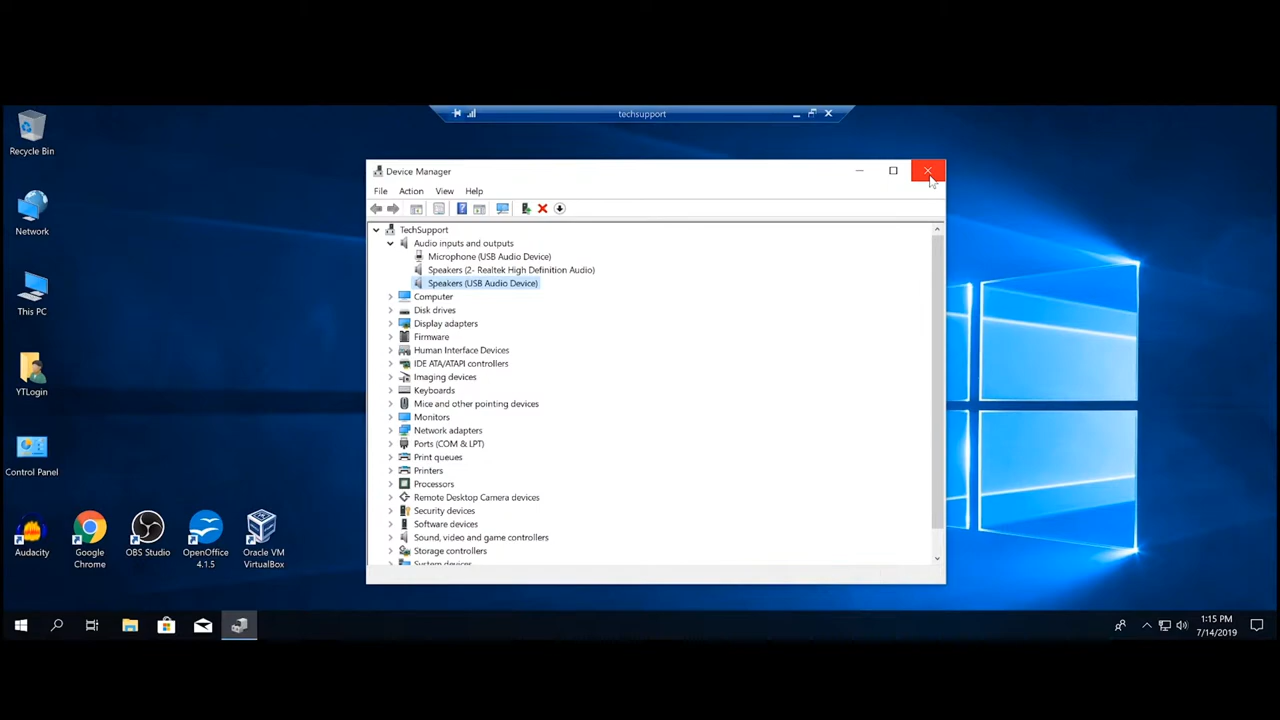 techsupport
Recycle Bin
Network
This PC
YTLogin
Control Panel
Audacity
Google
Chrome
OBS Studio
OpenOffice
4.1.5
Oracle VM
VirtualBox
Device Manager
File Action View Help
TechSupport
Audio inputs and outputs
Microphone (USB Audio Device)
Speakers (2- Realtek High Definition Audio)
Speakers (USB Audio Device)
Computer
Disk drives
Display adapters
Firmware
Human Interface Devices
IDE ATA/ATAPI controllers
Imaging devices
Keyboards
Mice and other pointing devices
Monitors
Network adapters
Ports (COM & LPT)
Print queues
Printers
Processors
Remote Desktop Camera devices
Security devices
Software devices
Sound, video and game controllers
Storage controllers
System devices
1:15 PM
7/14/2019